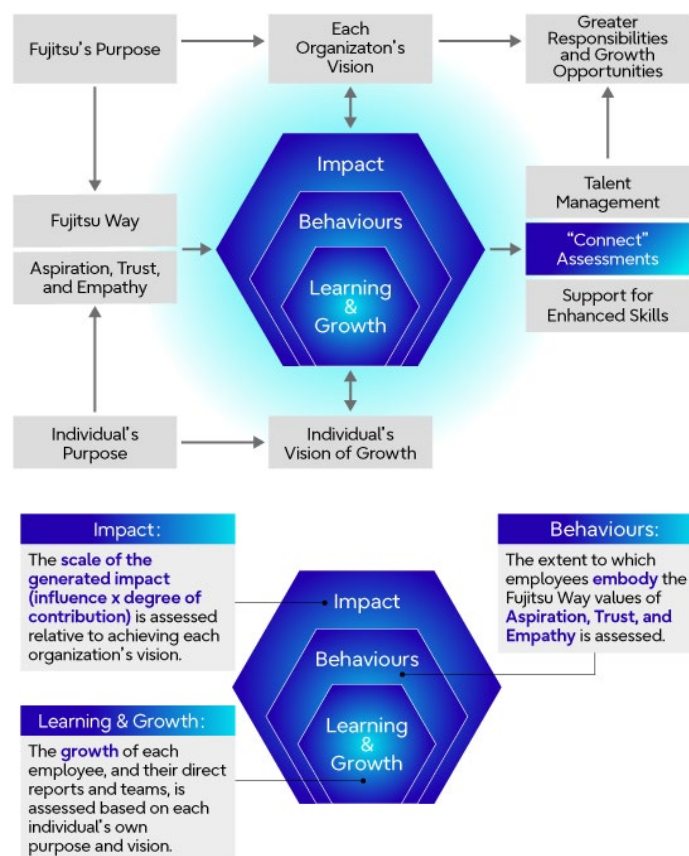 Fujitsu's Purpose
Each
Organizaton's
Vision
Greater
Responsibilities
and Growth
Opportunities
Impact
Behaviours
Learning
&
Growth
Fujitsu Way
Aspiration, Trust,
and Empathy
Talent
Management
“Connect”
Assessments
Support for
Enhanced Skills
Individual's
Purpose
Individual's
Vision of Growth
Impact:
The scale of the
generated impact
(influence x degree of
contribution) is assessed
relative to achieving each
organization's vision.
Behaviours:
The extent to which
employees embody the
Fujitsu Way values of
Aspiration, Trust, and
Empathy is assessed.
Impact
Behaviours
Learning
&
Growth
Learning & Growth:
The growth of each
employee, and their direct
reports and teams, is
assessed based on each
individual's own
purpose and vision.